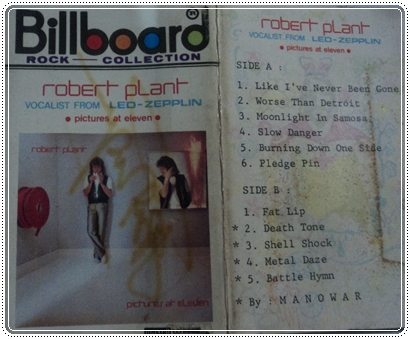 Billboard®
ROCK COLLECTION
robert plant
VOCALIST FROM LED-ZEPPLIN
• pictures at eleven •
robert plant
pictures at eleven
robert plant
VOCALIST FROM LED-ZEPPLIN
• pictures at eleven •
SIDE A :
1. Like I've Never Been Gone
2. Worse Than Detroit
3. Moonlight In Samosa
4. Slow Danger
5. Burning Down One Side
6. Pledge Pin
SIDE B :
1. Fat Lip
* 2. Death Tone
* 3. Shell Shock
* 4. Metal Daze
* 5. Battle Hymn
* By : M A N O W A R